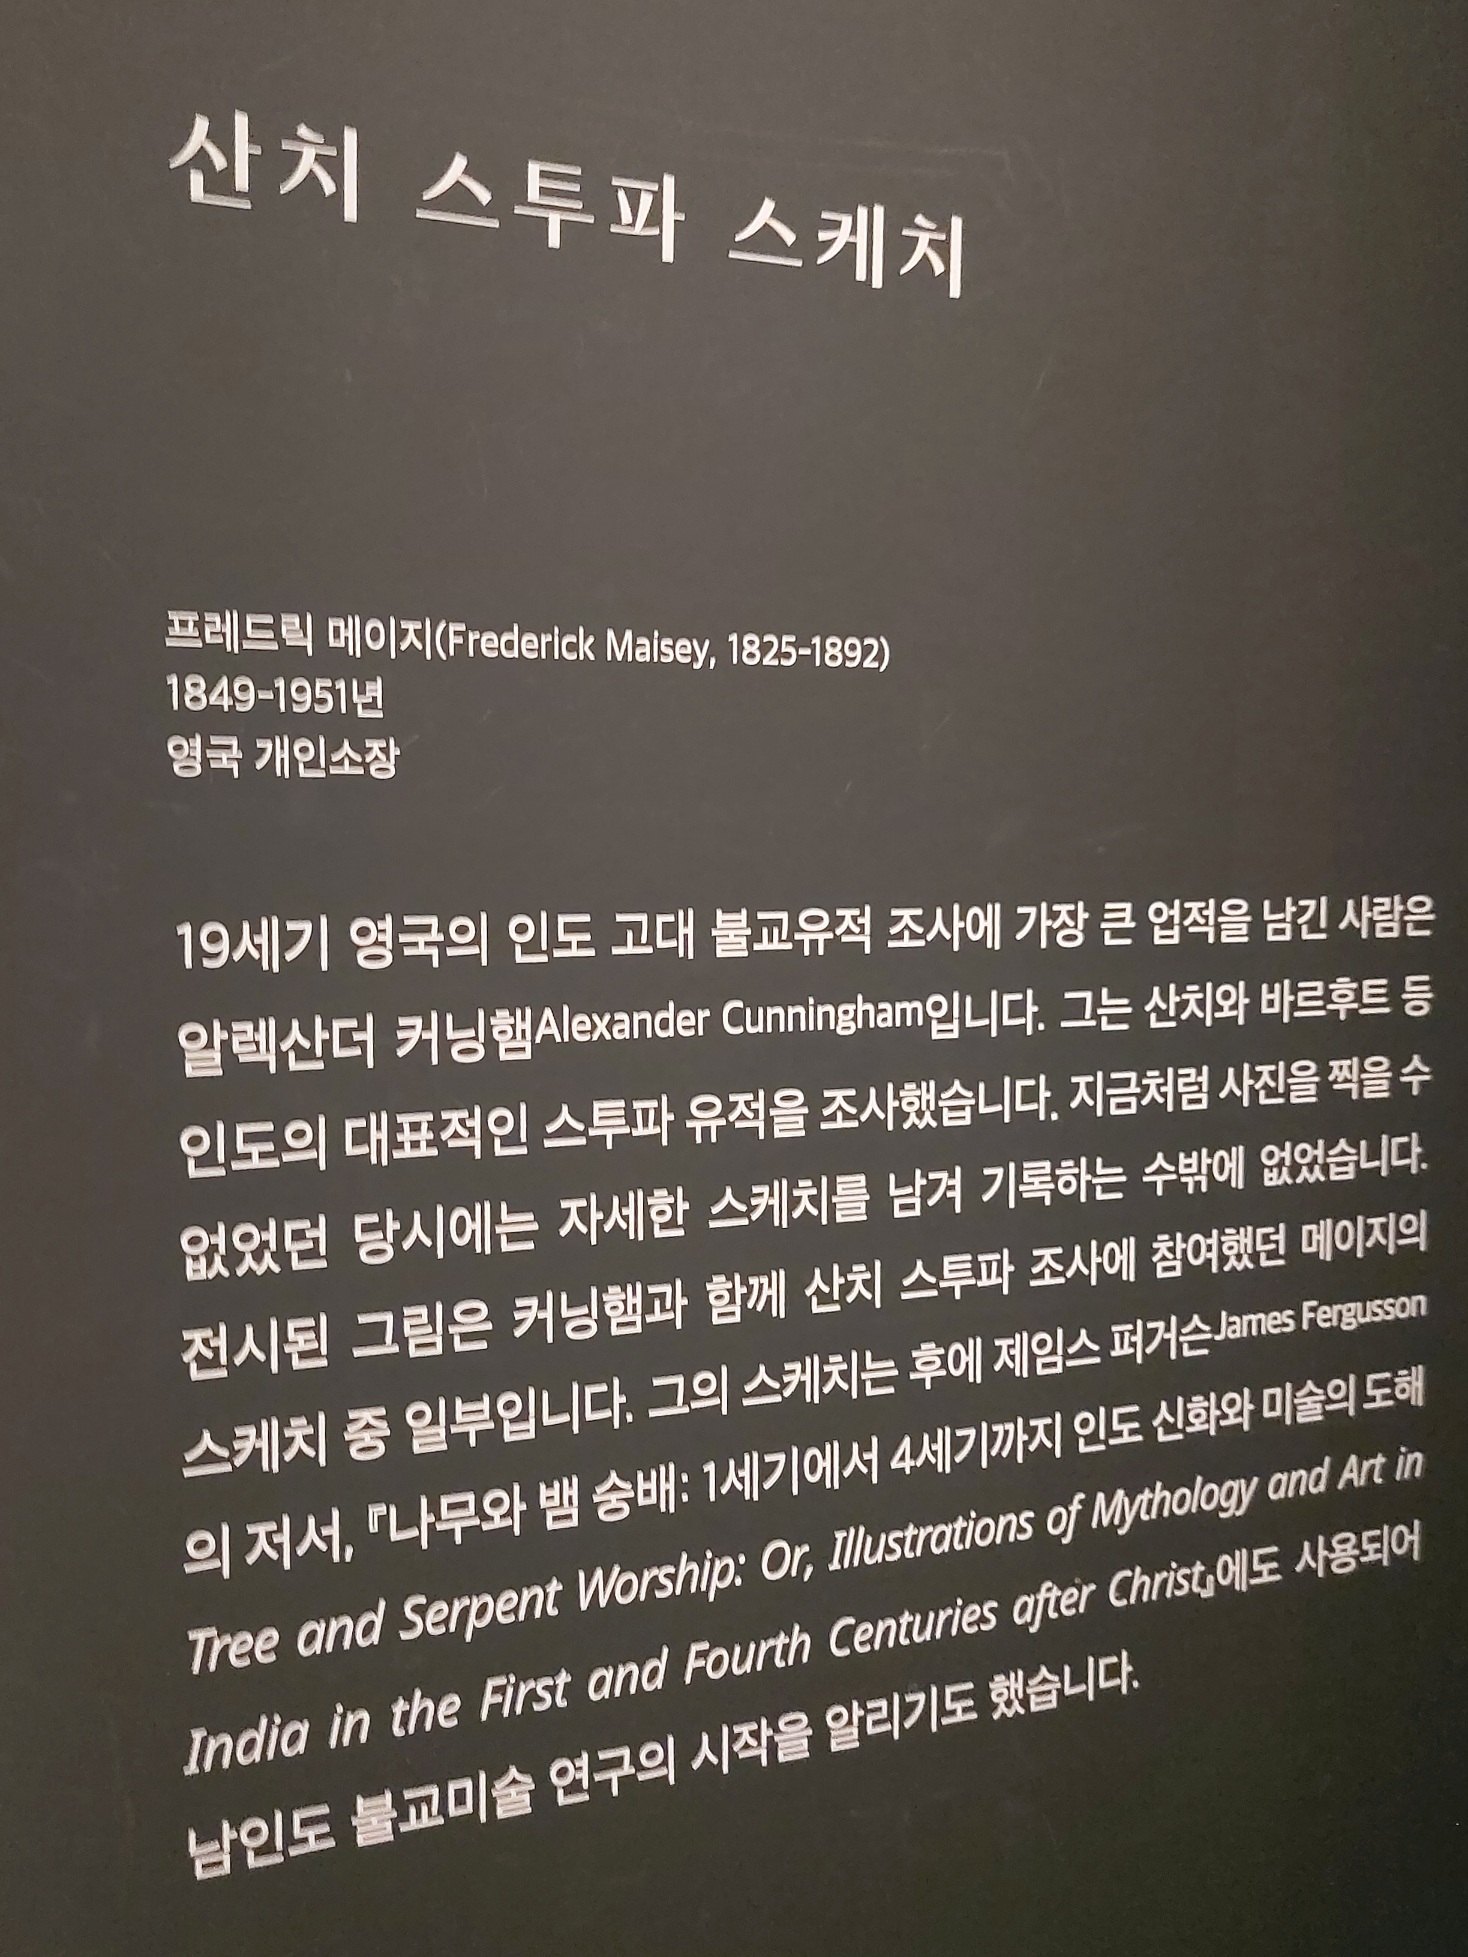 산치 스투파 스케치
프레드릭 메이지(Frederick Maisey, 1825-1892)
1849-1951년
영국 개인소장
19세기 영국의 인도 고대 불교유적 조사에 가장 큰 업적을 남긴 사람은
알렉산더 커닝햄Alexander Cunningham입니다. 그는 산치와 바르후트 등
인도의 대표적인 스투파 유적을 조사했습니다. 지금처럼 사진을 찍을 수
없었던 당시에는 자세한 스케치를 남겨 기록하는 수밖에 없었습니다.
전시된 그림은 커닝햄과 함께 산치 스투파 조사에 참여했던 메이지의
스케치 중 일부입니다. 그의 스케치는 후에 제임스 퍼거슨James Fergusson
의 저서, 『나무와 뱀 숭배: 1세기에서 4세기까지 인도 신화와 미술의 도해
Tree and Serpent Worship: Or, Illustrations of Mythology and Art in
India in the First and Fourth Centuries after Christ』에도 사용되어
남인도 불교미술 연구의 시작을 알리기도 했습니다.